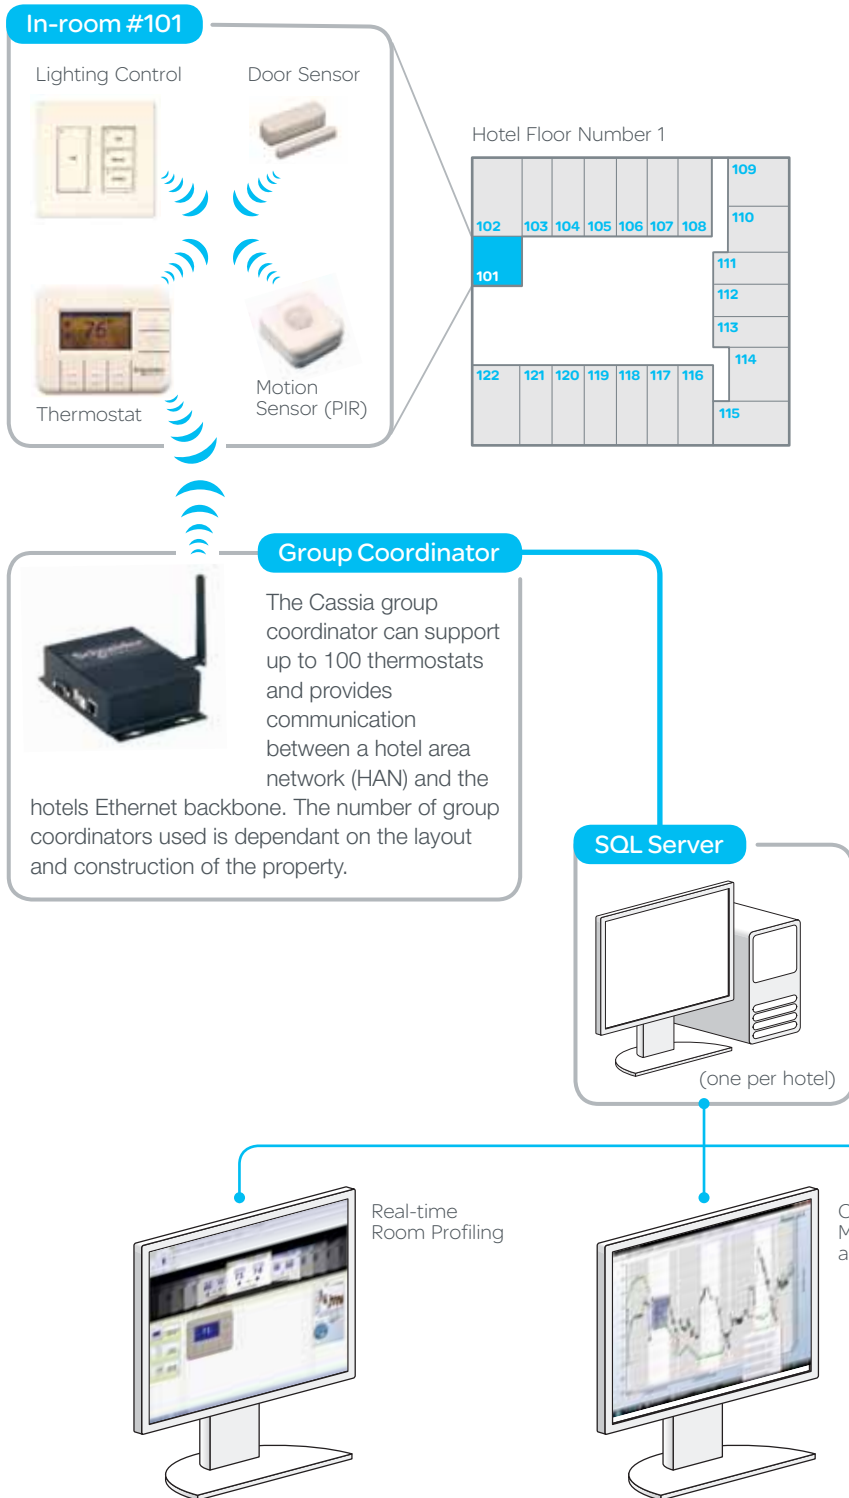 In-room #101
Lighting Control
Door Sensor
Thermostat
Motion
Sensor (PIR)
76
Hotel Floor Number 1
102
103
104
105
106
107
108
109
110
101
111
112
113
114
115
122
121
120
119
118
117
116
Group Coordinator
The Cassia group
coordinator can support
up to 100 thermostats
and provides
communication
between a hotel area
network (HAN) and the
hotels Ethernet backbone. The number of group
coordinators used is dependant on the layout
and construction of the property.
SQL Server
(one per hotel)
Real-time
Room Profiling